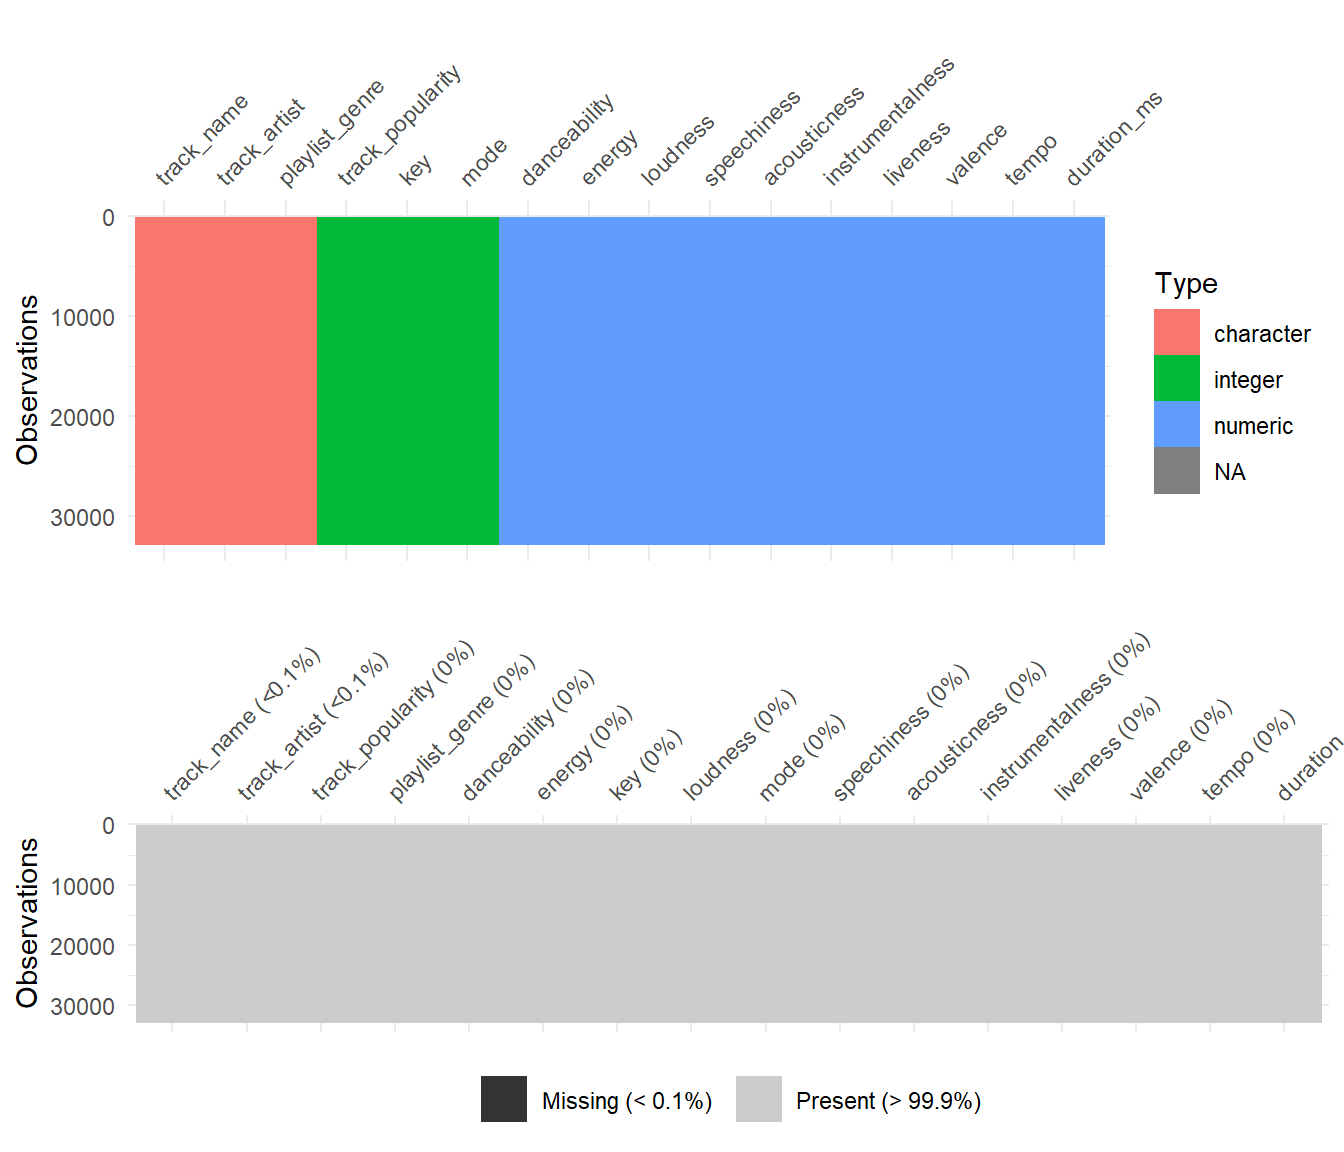 track_name
track_artist
playlist_genre
track_popularity
key
mode
danceability
energy
loudness
speechiness
acousticness
instrumentalness
liveness
valence
tempo
duration_ms
0
10000
20000
30000
Observations
Type
character
integer
numeric
NA
track_name (<0.1%)
track_artist (<0.1%)
track_popularity (0%)
playlist_genre (0%)
danceability (0%)
energy (0%)
key (0%)
loudness (0%)
mode (0%)
speechiness (0%)
acousticness (0%)
instrumentalness (0%)
liveness (0%)
valence (0%)
tempo (0%)
duration
0
10000
20000
30000
Observations
Missing (< 0.1%)
Present (> 99.9%)